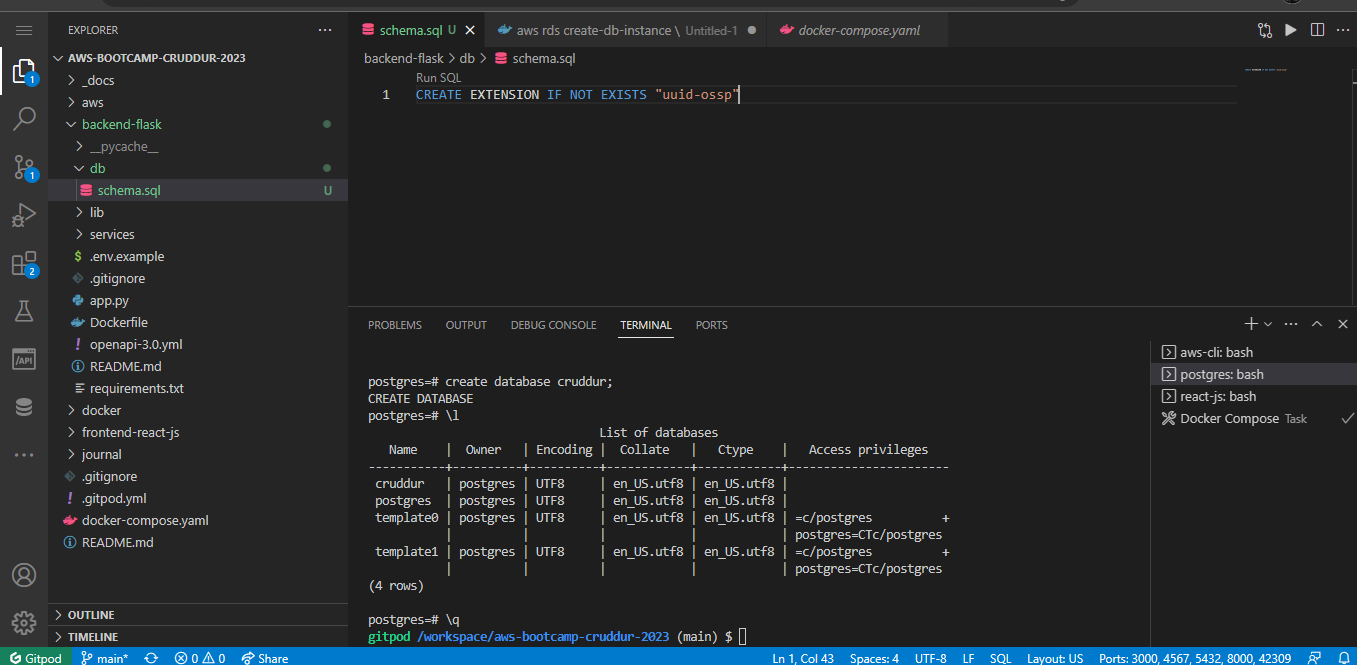 EXPLORER
AWS-BOOTCAMP-CRUDDUR-2023
_docs
aws
backend-flask
__pycache__
db
schema.sql U
lib
services
.env.example
.gitignore
app.py
Dockerfile
openapi-3.0.yml
README.md
requirements.txt
docker
frontend-react-js
journal
.gitignore
.gitpod.yml
docker-compose.yaml
README.md
OUTLINE
TIMELINE
1
1
2
/API
schema.sql U
aws rds create-db-instance \ Untitled-1
docker-compose.yaml
backend-flask > db > schema.sql
Run SQL
1 CREATE EXTENSION IF NOT EXISTS "uuid-ossp"
PROBLEMS OUTPUT DEBUG CONSOLE TERMINAL PORTS
postgres=# create database cruddur;
CREATE DATABASE
postgres=# \l
List of databases
Name | Owner | Encoding | Collate | Ctype | Access privileges
-----------+----------+----------+------------+------------+-----------------------
cruddur | postgres | UTF8 | en_US.utf8 | en_US.utf8 |
postgres | postgres | UTF8 | en_US.utf8 | en_US.utf8 |
template0 | postgres | UTF8 | en_US.utf8 | en_US.utf8 | =c/postgres +
| | | | | postgres=CTc/postgres
template1 | postgres | UTF8 | en_US.utf8 | en_US.utf8 | =c/postgres +
| | | | | postgres=CTc/postgres
(4 rows)
postgres=# \q
gitpod /workspace/aws-bootcamp-cruddur-2023 (main) $
aws-cli: bash
postgres: bash
react-js: bash
Docker Compose Task
Gitpod main* 0 0 Share Ln 1, Col 43 Spaces: 4 UTF-8 LF SQL Layout: US Ports: 3000, 4567, 5432, 8000, 42309